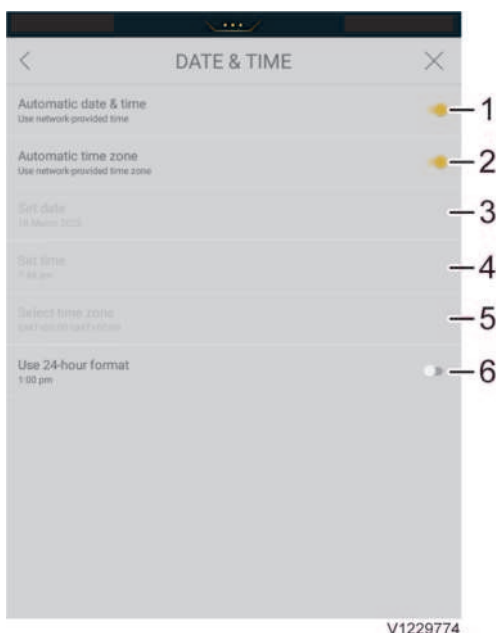 DATE & TIME
Automatic date & time
Use network-provided time
1
Automatic time zone
Use network-provided time zone
2
Set date
3
Set time
4
Select time zone
5
Use 24-hour format
1:00 pm
6
V1229774